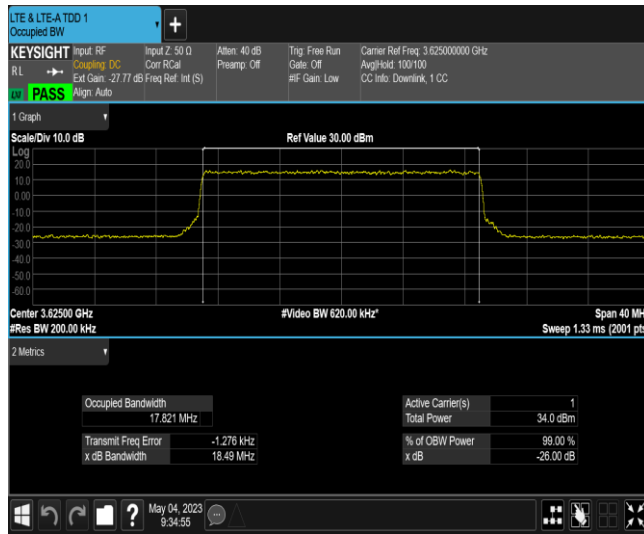 LTE & LTE-A TDD 1
Occupied BW
KEYSIGHT
RL
LXI
PASS
Input: RF
Coupling: DC
Ext Gain: -27.77 dB
Align: Auto
Input Z: 50 Ω
Corr RCal
Freq Ref: Int (S)
Atten: 40 dB
Preamp: Off
Trig: Free Run
Gate: Off
#IF Gain: Low
Carrier Ref Freq: 3.625000000 GHz
Avg|Hold: 100/100
CC Info: Downlink, 1 CC
1 Graph
Scale/Div 10.0 dB
Ref Value 30.00 dBm
Log
20.0
10.0
0.00
-10.0
-20.0
-30.0
-40.0
-50.0
-60.0
Center 3.62500 GHz
#Video BW 620.00 kHz*
Span 40 MH
#Res BW 200.00 kHz
Sweep 1.33 ms (2001 pts
2 Metrics
Occupied Bandwidth
17.821 MHz
Transmit Freq Error -1.276 kHz
x dB Bandwidth 18.49 MHz
Active Carrier(s) 1
Total Power 34.0 dBm
% of OBW Power 99.00 %
x dB -26.00 dB
?
May 04, 2023
9:34:55